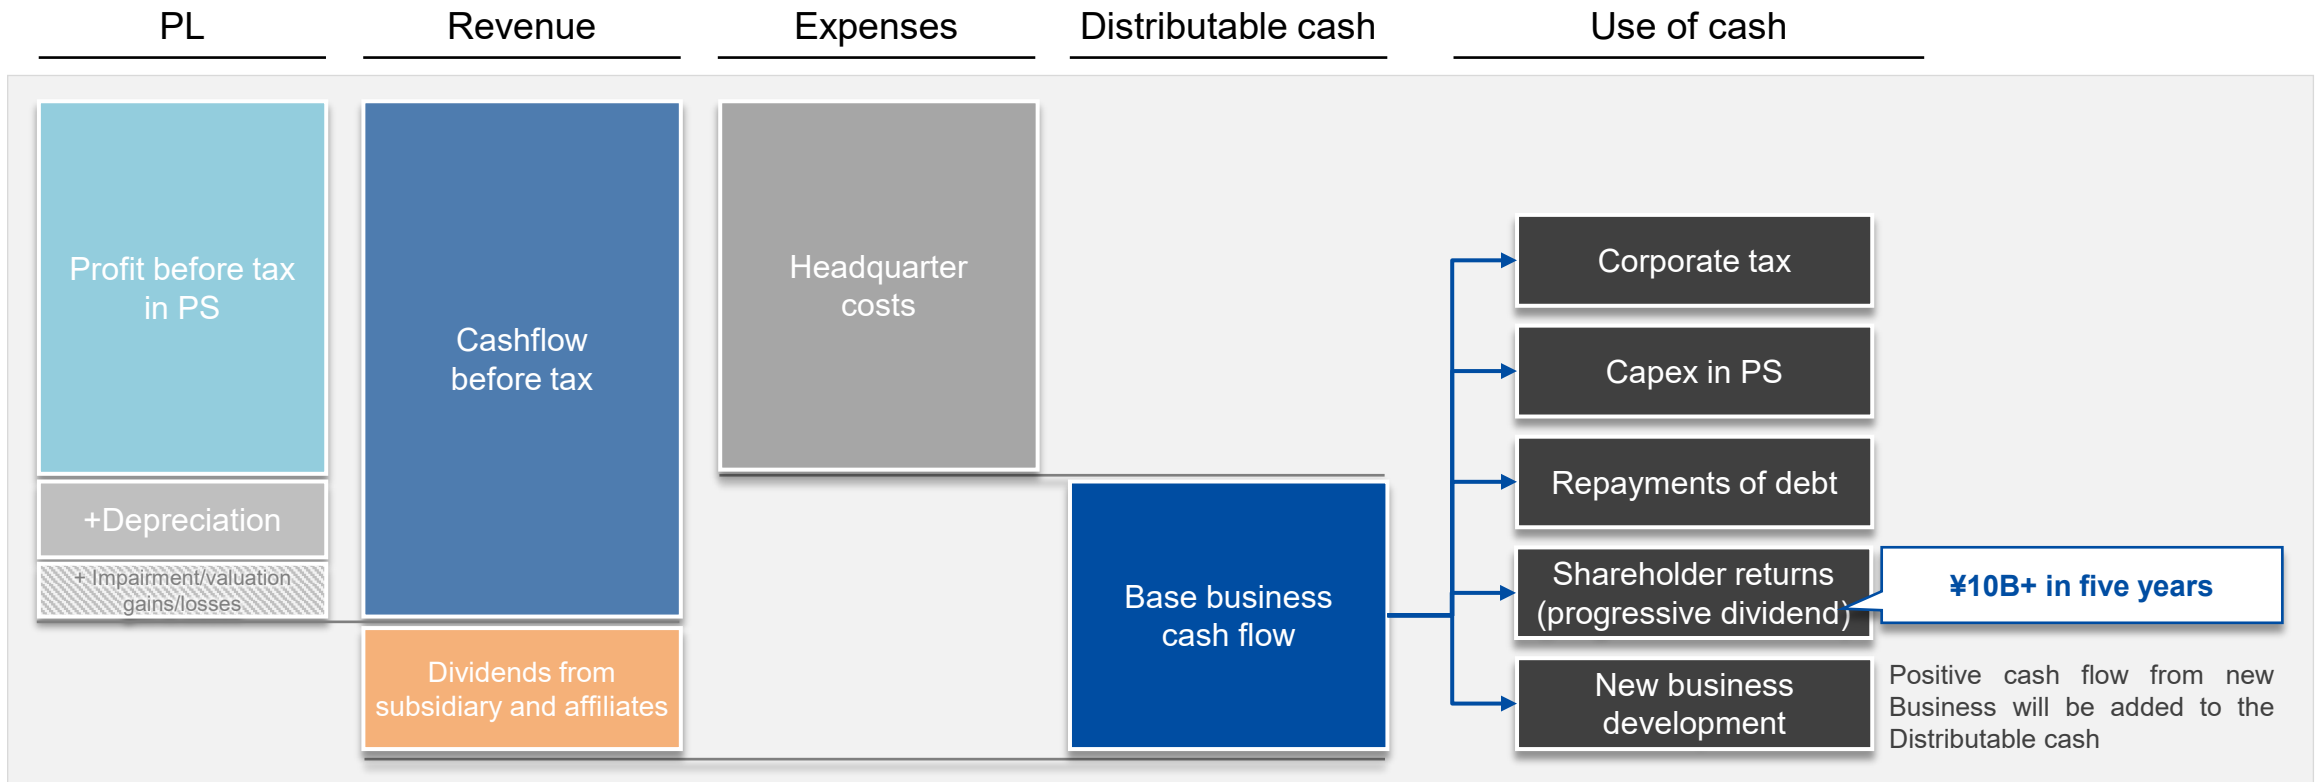 PL
Revenue
Expenses
Distributable cash
Use of cash
Profit before tax
in PS
+Depreciation
+ Impairment/valuation
gains/losses
Cashflow
before tax
Dividends from
subsidiary and affiliates
Headquarter
costs
Base business
cash flow
Corporate tax
Capex in PS
Repayments of debt
Shareholder returns
(progressive dividend)
¥10B+ in five years
New business
development
Positive cash flow from new
Business will be added to the
Distributable cash